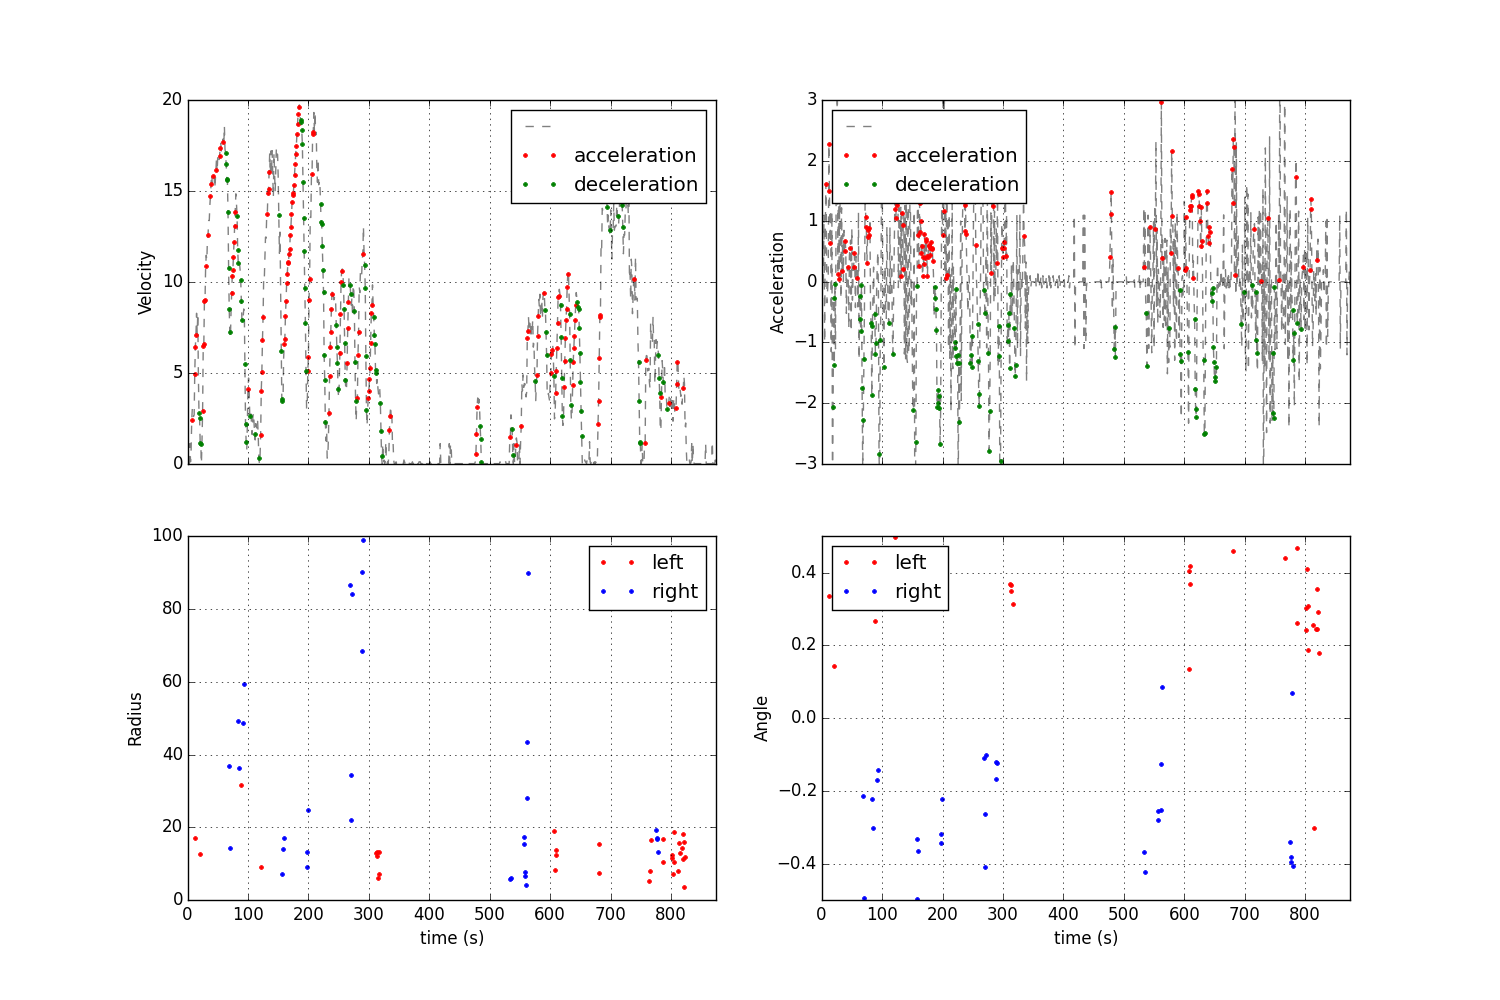 20
15
10
5
0
Velocity
acceleration
deceleration
3
2
1
0
−1
−2
−3
Acceleration
acceleration
deceleration
100
80
60
40
20
0
Radius
left
right
0 100 200 300 400 500 600 700 800
time (s)
0.4
0.2
0.0
−0.2
−0.4
Angle
left
right
0 100 200 300 400 500 600 700 800
time (s)